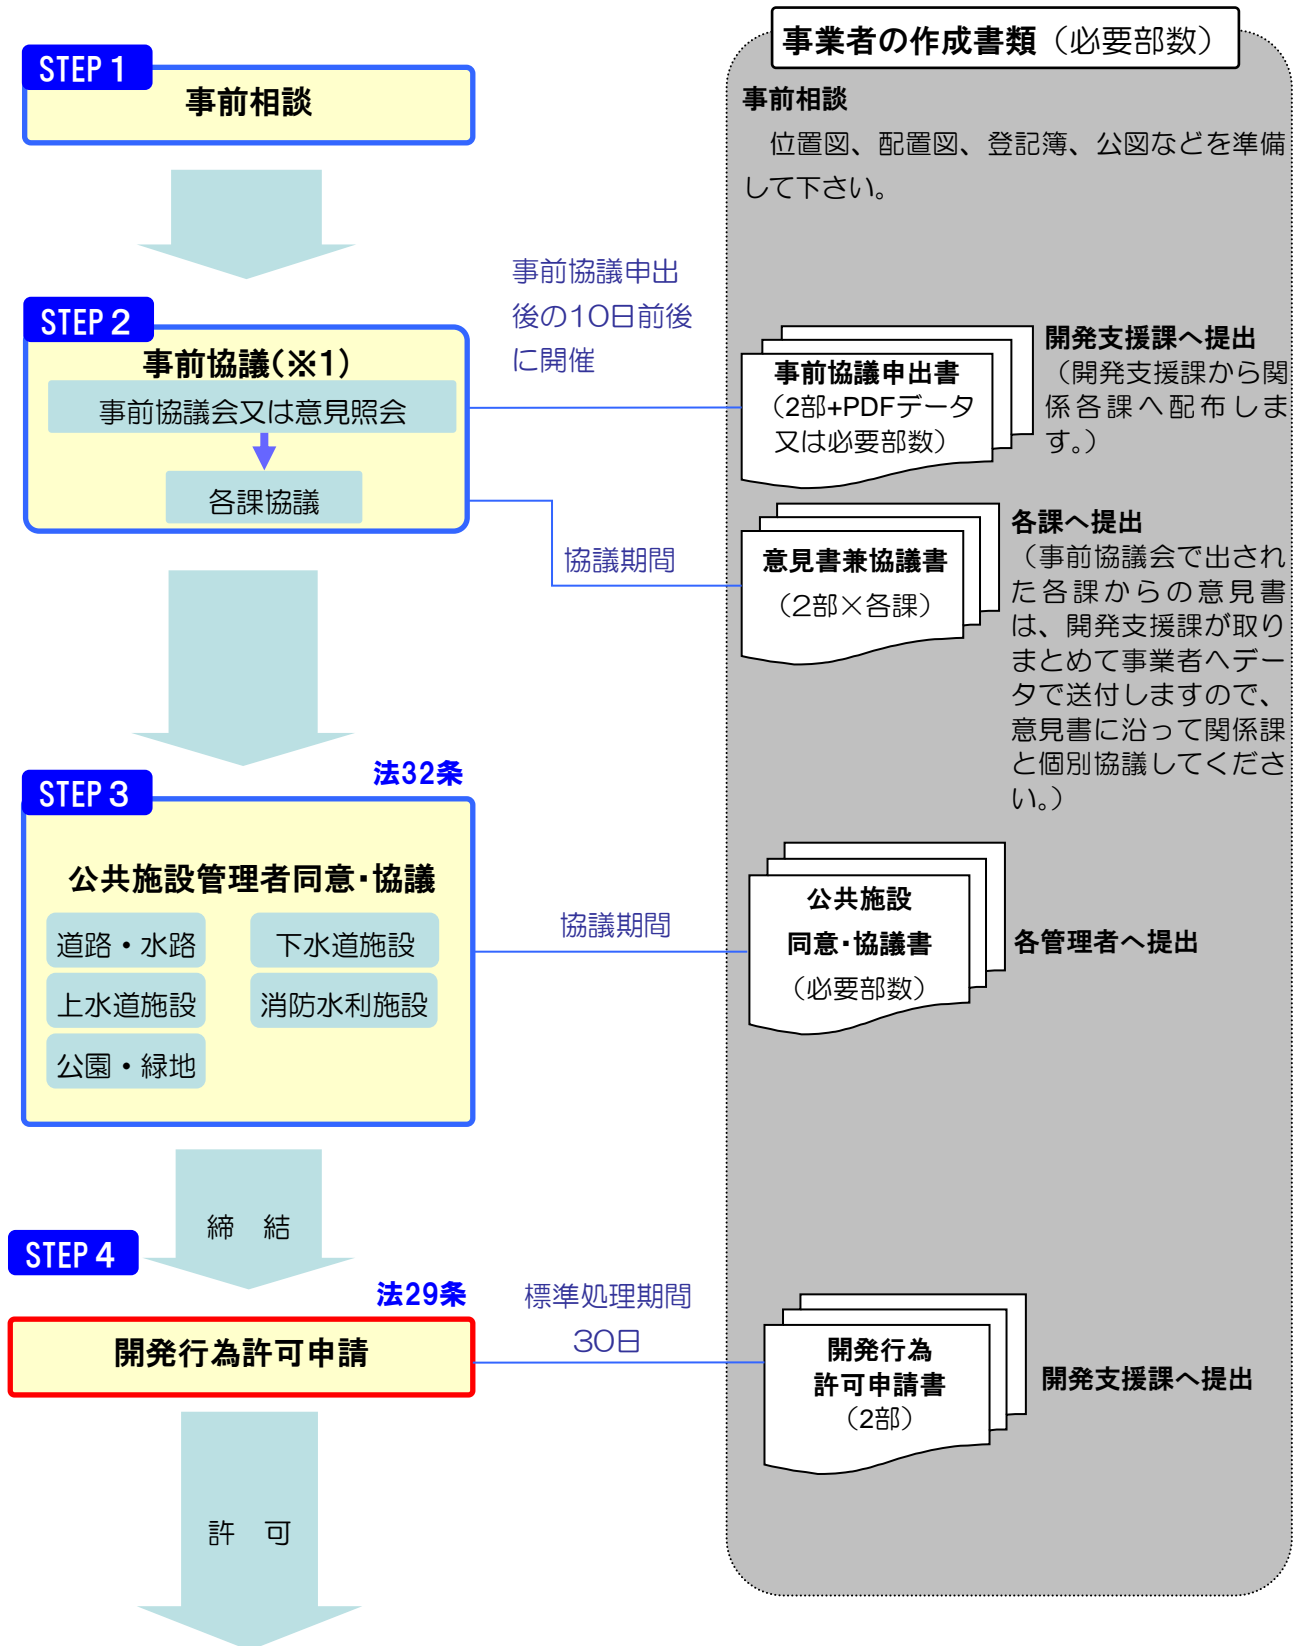 事業者の作成書類（必要部数）
STEP 1
事前相談
事前相談
位置図、配置図、登記簿、公図などを準備
して下さい。
STEP 2
事前協議(※1)
事前協議会又は意見照会
各課協議
事前協議申出
後の10日前後
に開催
事前協議申出書
（2部+PDFデータ
又は必要部数）
開発支援課へ提出
（開発支援課から関
係各課へ配布しま
す。）
協議期間
意見書兼協議書
（2部×各課）
各課へ提出
（事前協議会で出され
た各課からの意見書
は、開発支援課が取り
まとめて事業者へデー
タで送付しますので、
意見書に沿って関係課
と個別協議してくださ
い。）
法32条
STEP 3
公共施設管理者同意・協議
道路・水路
下水道施設
上水道施設
消防水利施設
公園・緑地
協議期間
公共施設
同意・協議書
（必要部数）
各管理者へ提出
締　結
STEP 4
法29条
開発行為許可申請
標準処理期間
30日
開発行為
許可申請書
（2部）
開発支援課へ提出
許　可